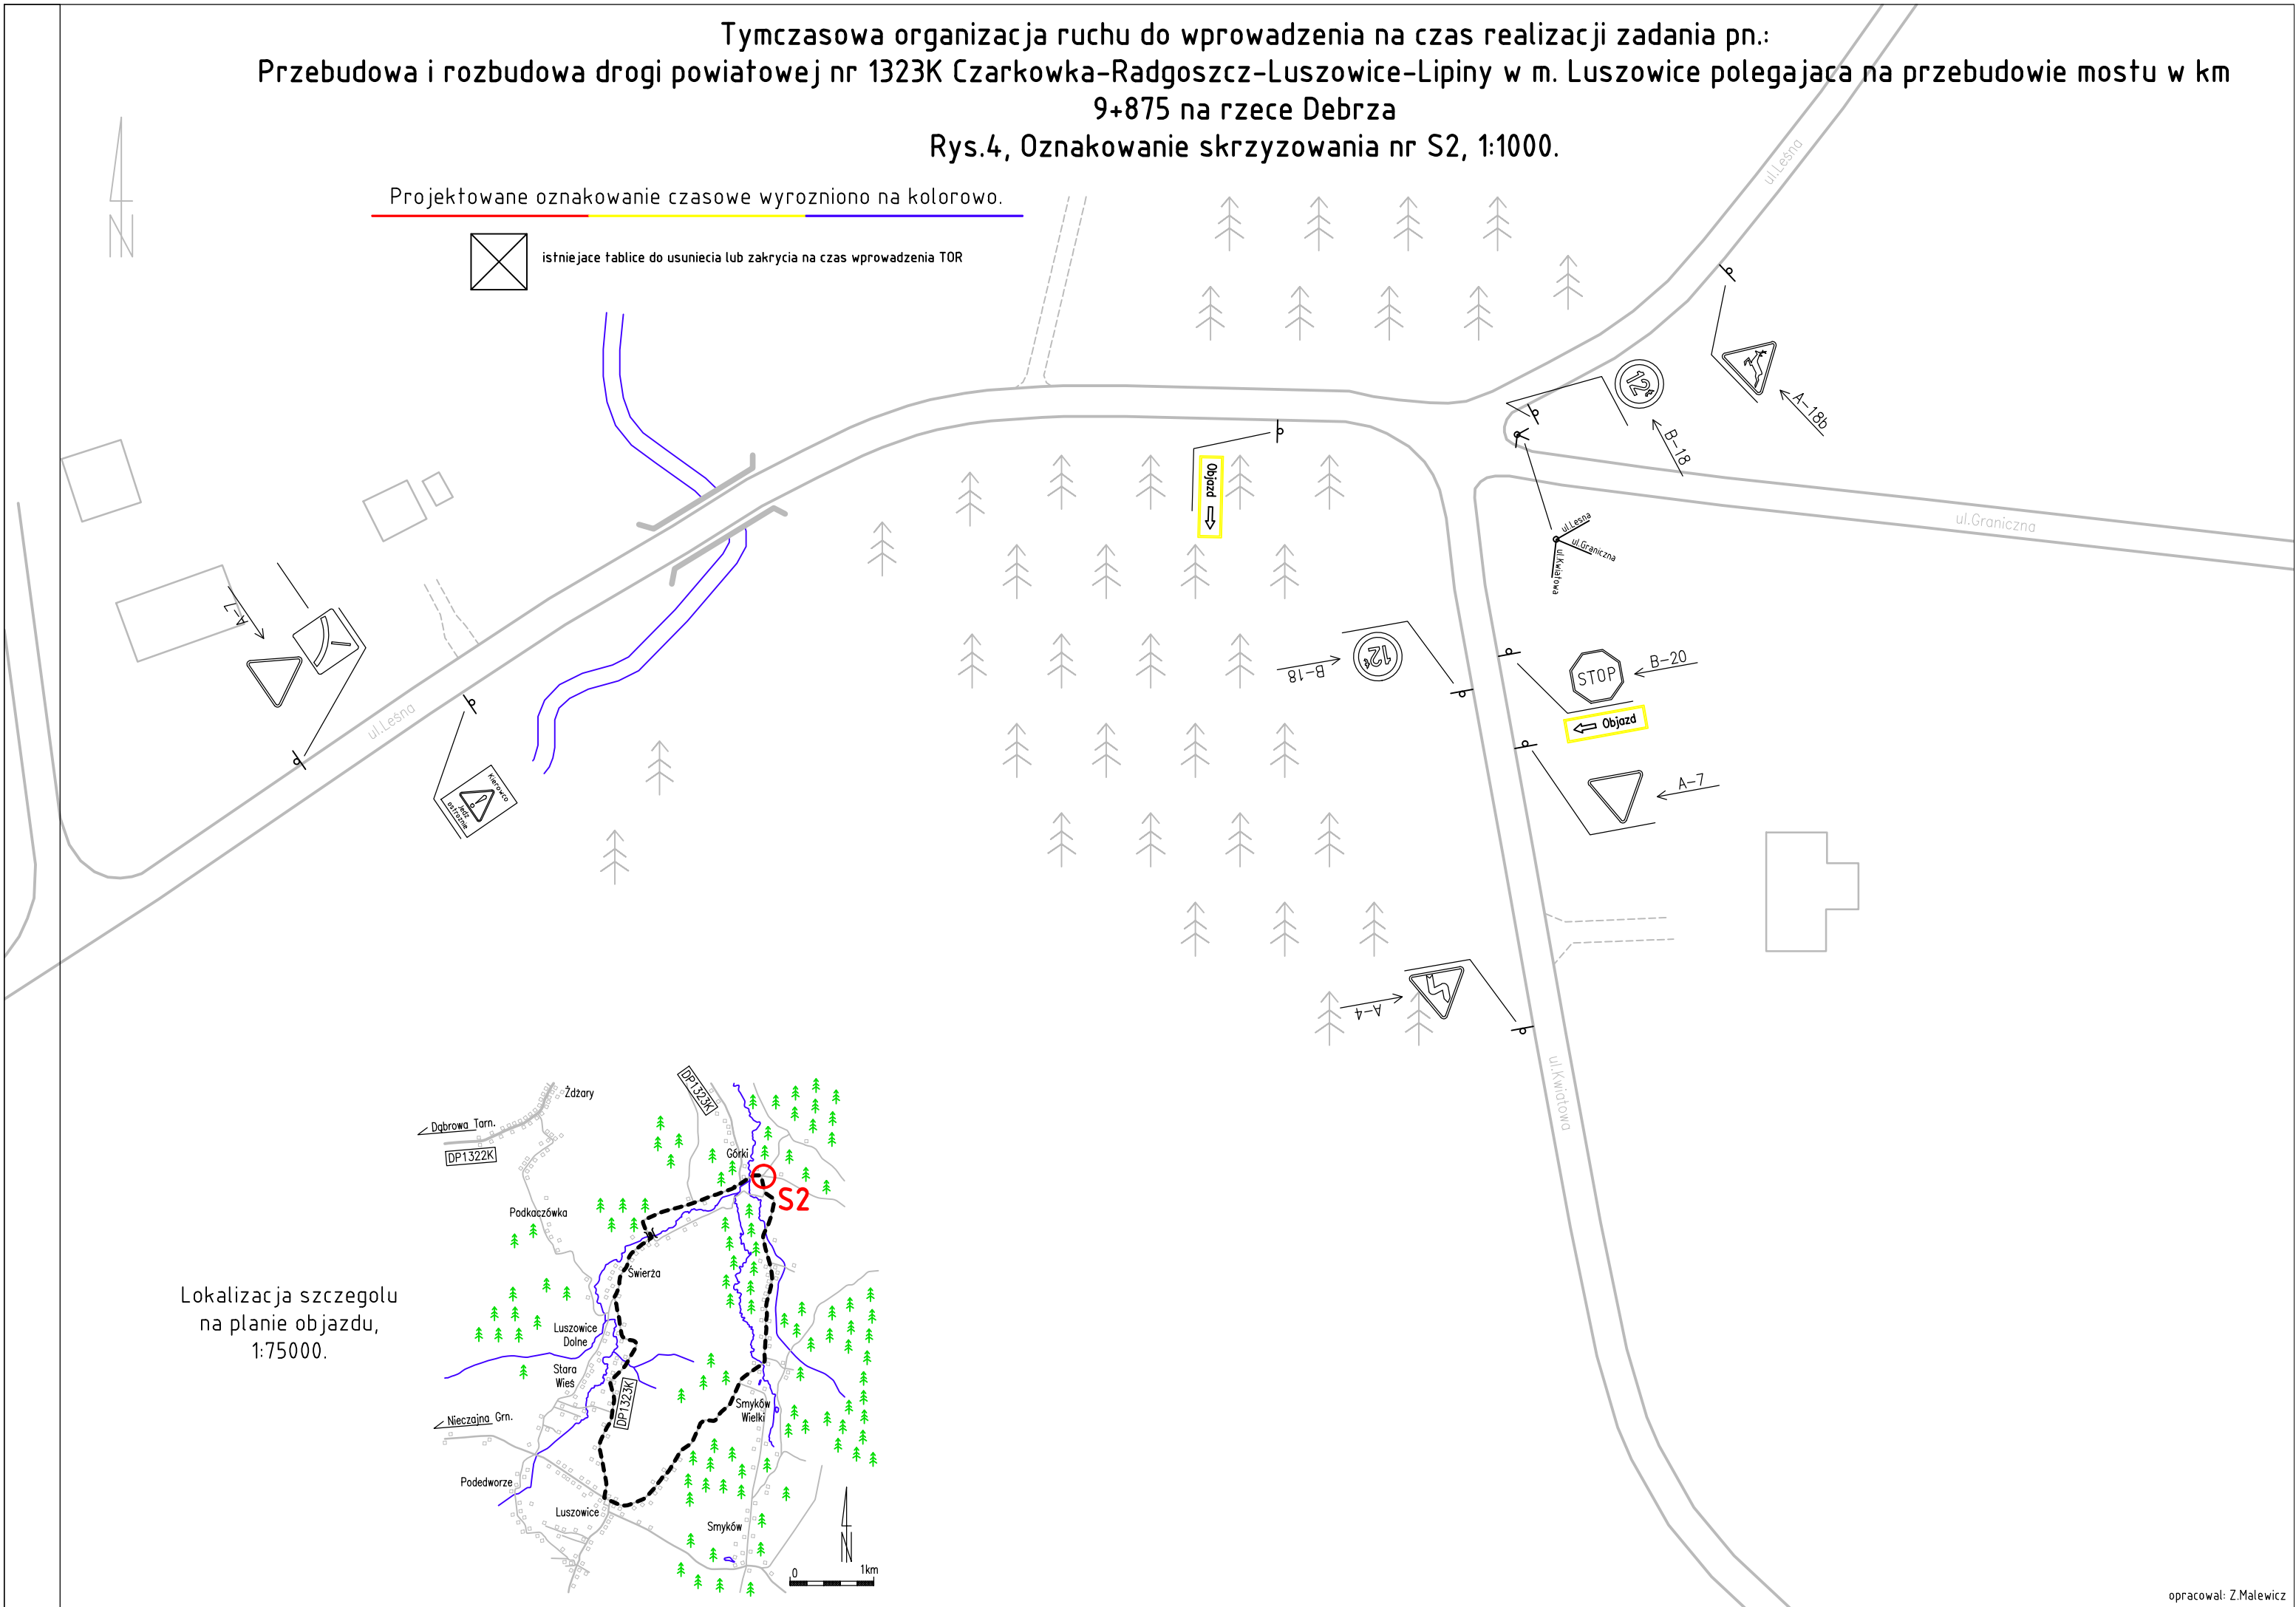 Tymczasowa organizacja ruchu do wprowadzenia na czas realizacji zadania pn.:
Przebudowa i rozbudowa drogi powiatowej nr 1323K Czarkowka-Radgoszcz-Luszowice-Lipiny w m. Luszowice polegajaca na przebudowie mostu w km
9+875 na rzece Debrza
Rys.4, Oznakowanie skrzyzowania nr S2, 1:1000.
Projektowane oznakowanie czasowe wyrozniono na kolorowo.
istniejace tablice do usuniecia lub zakrycia na czas wprowadzenia TOR
N
ul.Leśna
A-18b
12t
B-18
Objazd
ul.Graniczna
ul.Lesna
ul.Graniczna
ul.Kwiatowa
A-7
12t
B-18
STOP
B-20
Objazd
ul.Leśna
A-7
Kierowco
Jedz
ostroznie
A-4
ul.Kwiatowa
DP1323K
Żdżary
Dąbrowa Tarn.
DP1322K
Górki
S2
Podkaczówka
Świerża
Lokalizacja szczegolu
na planie objazdu,
1:75000.
Luszowice
Dolne
Stara
Wieś
DP1323K
Smyków
Wielki
Nieczajna Grn.
Podedworze
Luszowice
Smyków
N
0 1km
opracowal: Z.Malewicz